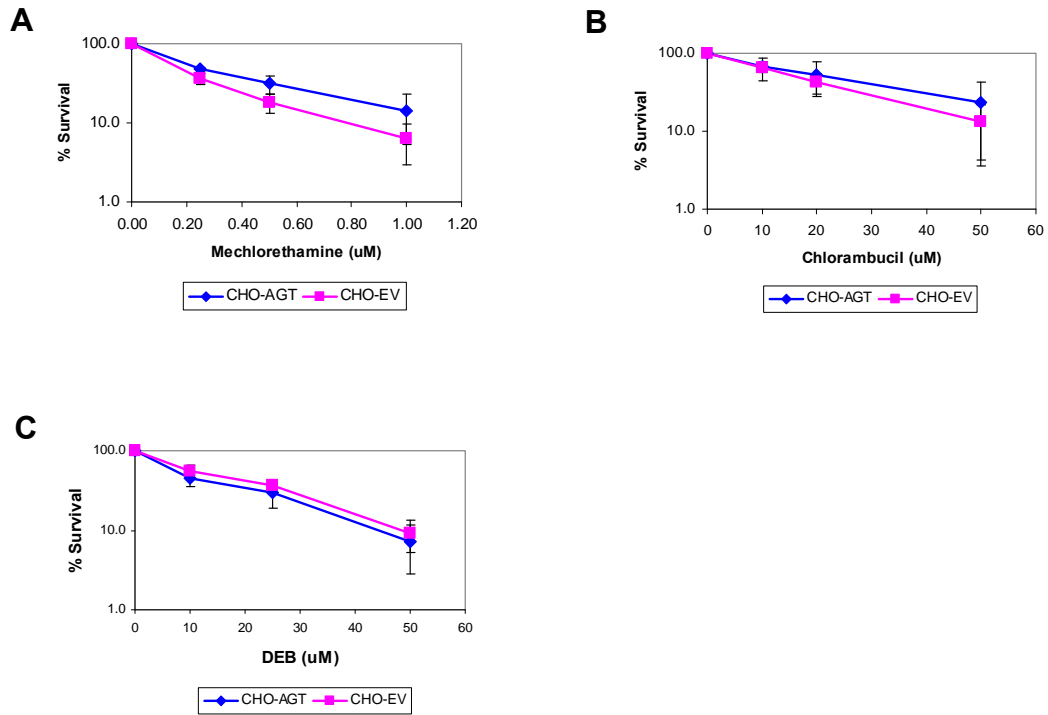 A
100.0
10.0
1.0
% Survival
0.00 0.20 0.40 0.60 0.80 1.00 1.20
Mechlorethamine (uM)
CHO-AGT CHO-EV
B
100.0
10.0
1.0
% Survival
0 10 20 30 40 50 60
Chlorambucil (uM)
CHO-AGT CHO-EV
C
100.0
10.0
1.0
% Survival
0 10 20 30 40 50 60
DEB (uM)
CHO-AGT CHO-EV